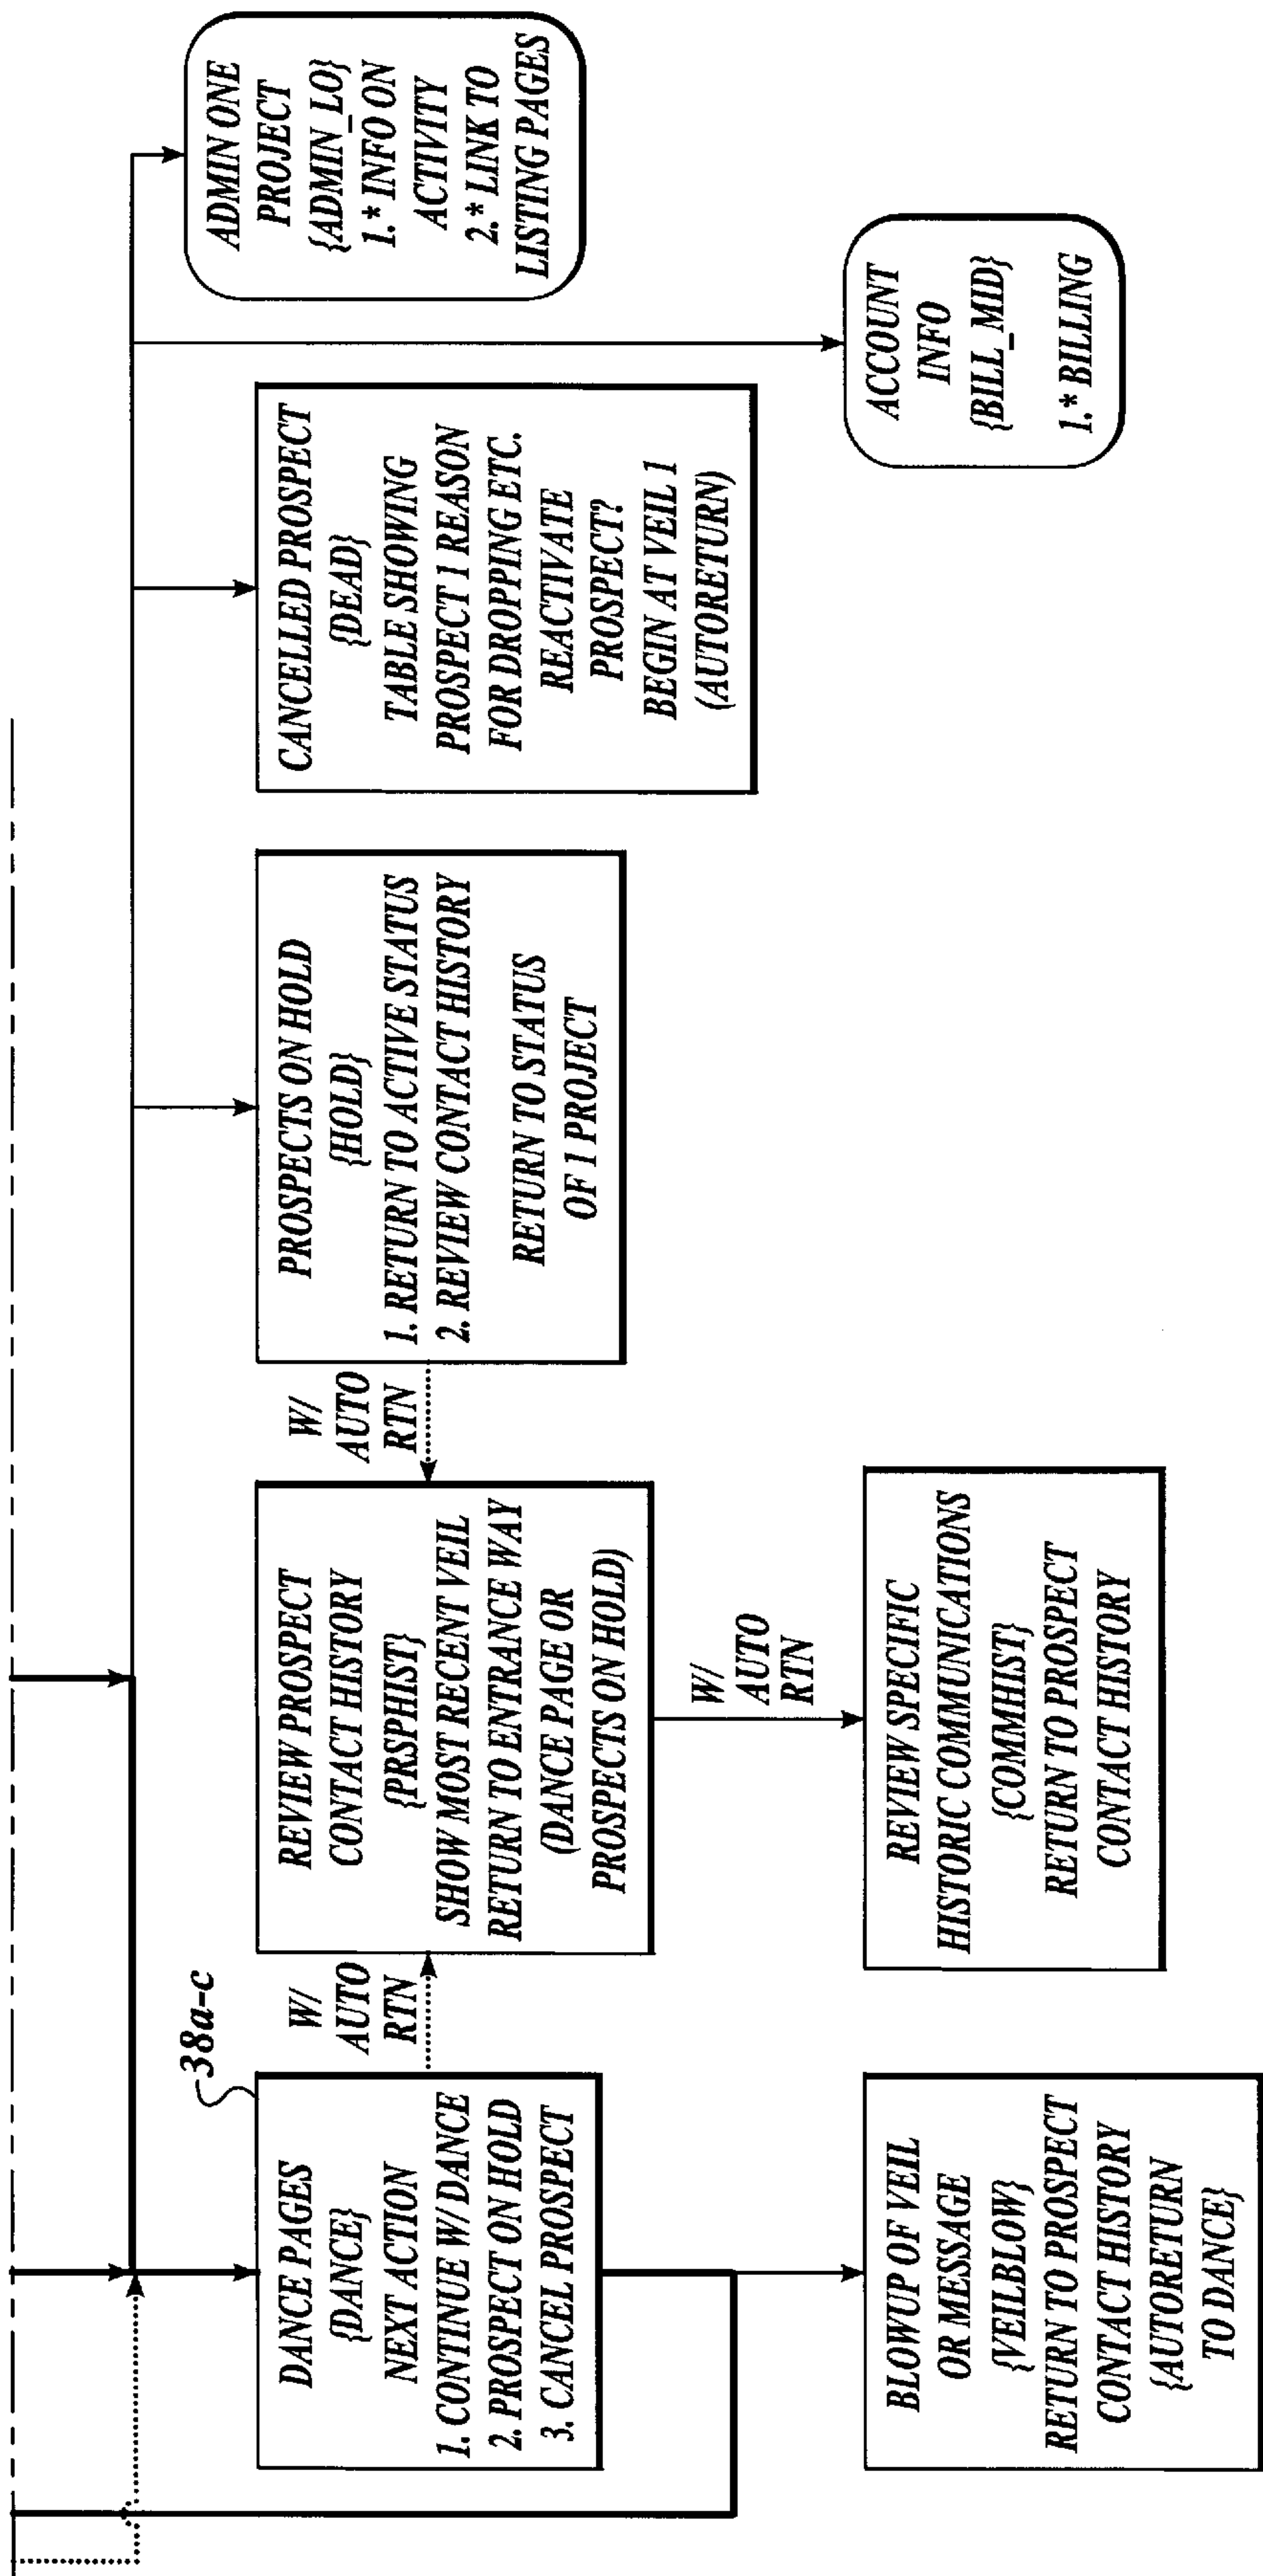 38a-c
DANCE PAGES
{DANCE}
NEXT ACTION
1. CONTINUE W/ DANCE
2. PROSPECT ON HOLD
3. CANCEL PROSPECT
W/
AUTO
RTN
REVIEW PROSPECT
CONTACT HISTORY
{PRSPHIST}
SHOW MOST RECENT VEIL
RETURN TO ENTRANCE WAY
(DANCE PAGE OR
PROSPECTS ON HOLD)
W/
AUTO
RTN
PROSPECTS ON HOLD
{HOLD}
1. RETURN TO ACTIVE STATUS
2. REVIEW CONTACT HISTORY
RETURN TO STATUS
OF 1 PROJECT
CANCELLED PROSPECT
{DEAD}
TABLE SHOWING
PROSPECT 1 REASON
FOR DROPPING ETC.
REACTIVATE
PROSPECT?
BEGIN AT VEIL 1
(AUTORETURN)
ADMIN ONE
PROJECT
{ADMIN_LO}
1.* INFO ON
ACTIVITY
2.* LINK TO
LISTING PAGES
BLOWUP OF VEIL
OR MESSAGE
{VEILBLOW}
RETURN TO PROSPECT
CONTACT HISTORY
{AUTORETURN
TO DANCE}
W/
AUTO
RTN
REVIEW SPECIFIC
HISTORIC COMMUNICATIONS
{COMMHIST}
RETURN TO PROSPECT
CONTACT HISTORY
ACCOUNT
INFO
{BILL_MID}
1.* BILLING